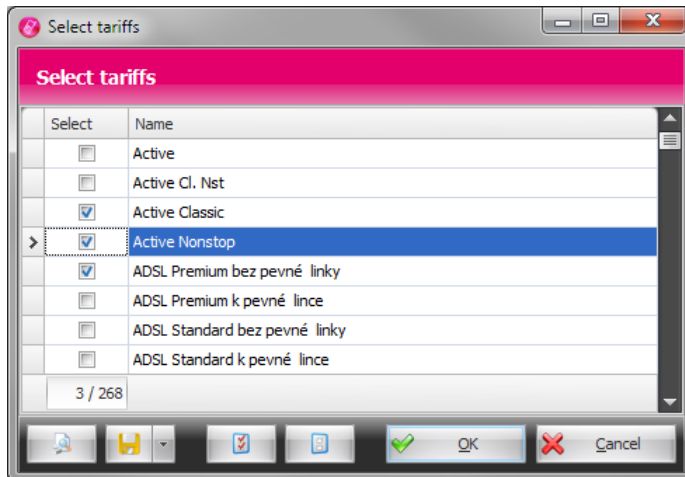 Select tariffs
Select tariffs
Select Name
Active
Active Cl. Nst
Active Classic
Active Nonstop
ADSL Premium bez pevné linky
ADSL Premium k pevné lince
ADSL Standard bez pevné linky
ADSL Standard k pevné lince
3 / 268
OK Cancel